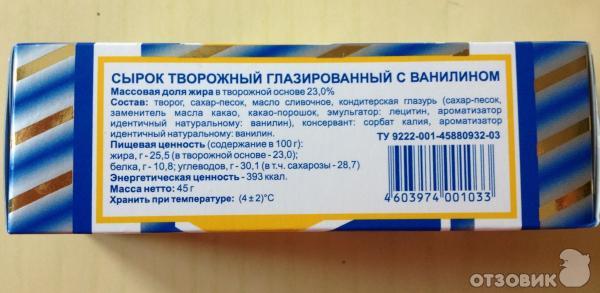 СЫРОК ТВОРОЖНЫЙ ГЛАЗИРОВАННЫЙ С ВАНИЛИНОМ
Массовая доля жира в творожной основе 23,0%
Состав: творог, сахар-песок, масло сливочное, кондитерская глазурь (сахар-песок,
заменитель масла какао, какао-порошок, эмульгатор: лецитин, ароматизатор
идентичный натуральному: ванилин), консервант: сорбат калия, ароматизатор
идентичный натуральному: ванилин.
Пищевая ценность (содержание в 100 г):
жира, г - 25,5 (в творожной основе - 23,0);
белка, г - 10,8; углеводов, г - 30,1 (в т.ч. сахарозы - 28,7)
Энергетическая ценность - 393 ккал.
Масса нетто: 45 г
Хранить при температуре: (4 ± 2)°С
ТУ 9222-001-45880932-03
4 603974 001033
ОТЗОВИК